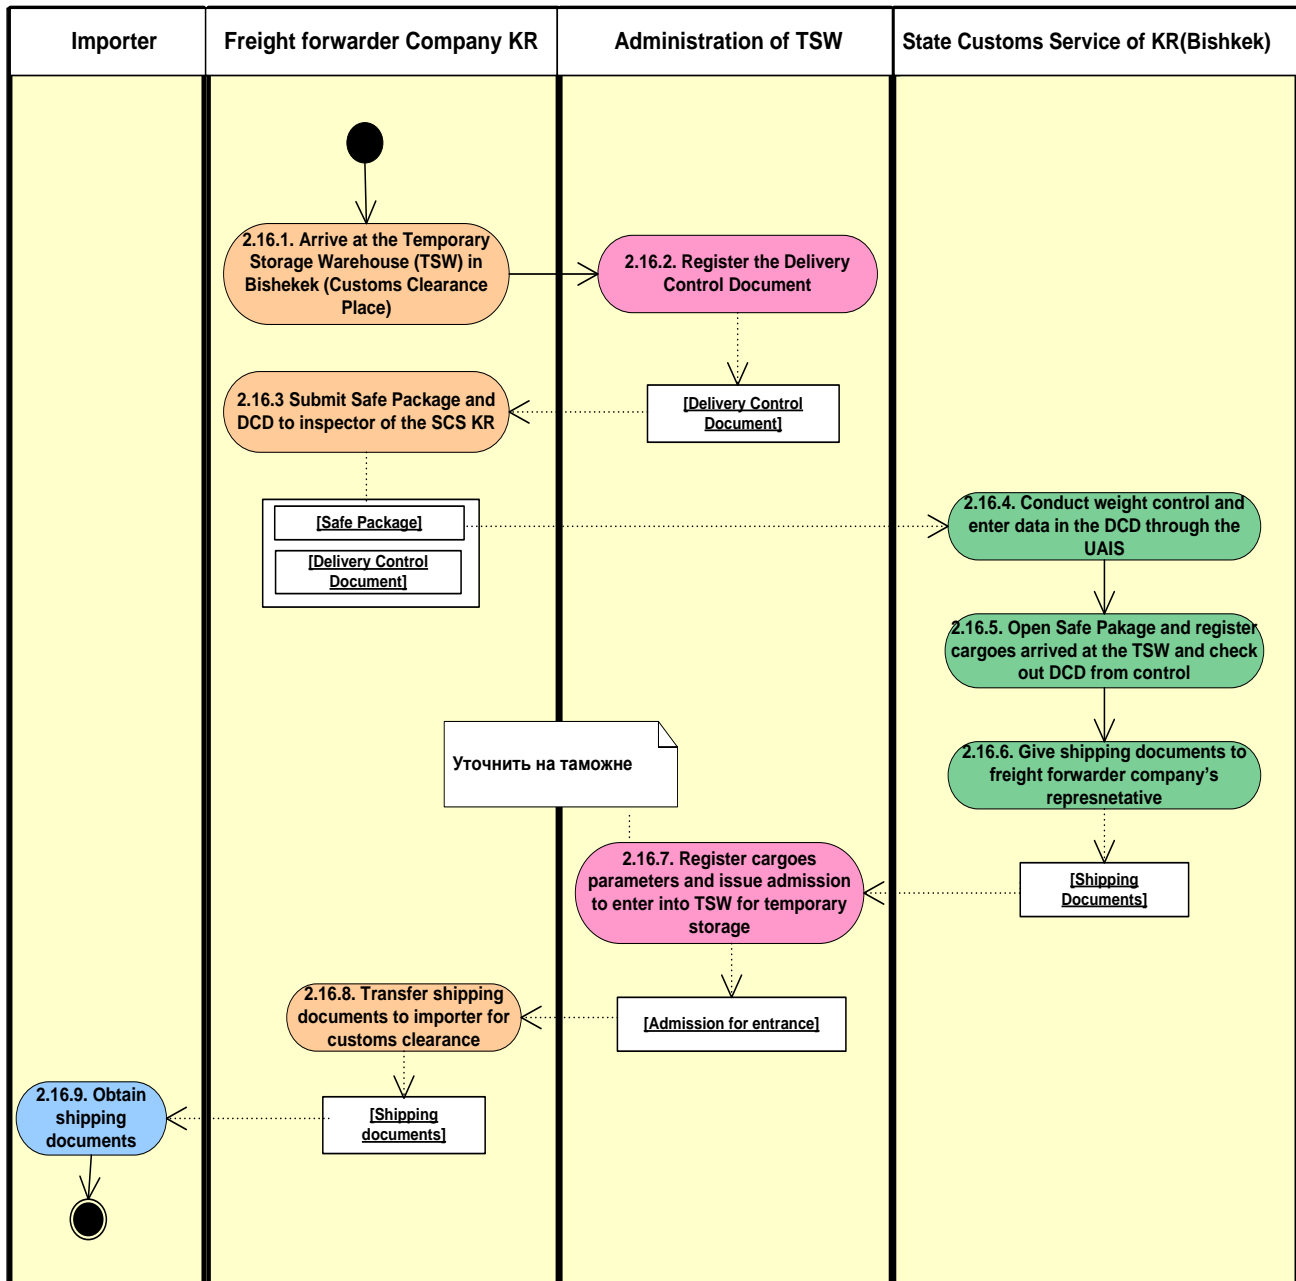 Importer
Freight forwarder Company KR
Administration of TSW
State Customs Service of KR(Bishkek)
2.16.1. Arrive at the Temporary
Storage Warehouse (TSW) in
Bishekek (Customs Clearance
Place)
2.16.2. Register the Delivery
Control Document
[Delivery Control
Document]
2.16.3 Submit Safe Package and
DCD to inspector of the SCS KR
[Safe Package]
[Delivery Control
Document]
2.16.4. Conduct weight control and
enter data in the DCD through the
UAIS
2.16.5. Open Safe Pakage and register
cargoes arrived at the TSW and check
out DCD from control
2.16.6. Give shipping documents to
freight forwarder company’s
represnetative
[Shipping
Documents]
Уточнить на таможне
2.16.7. Register cargoes
parameters and issue admission
to enter into TSW for temporary
storage
[Admission for entrance]
2.16.8. Transfer shipping
documents to importer for
customs clearance
[Shipping
documents]
2.16.9. Obtain
shipping
documents